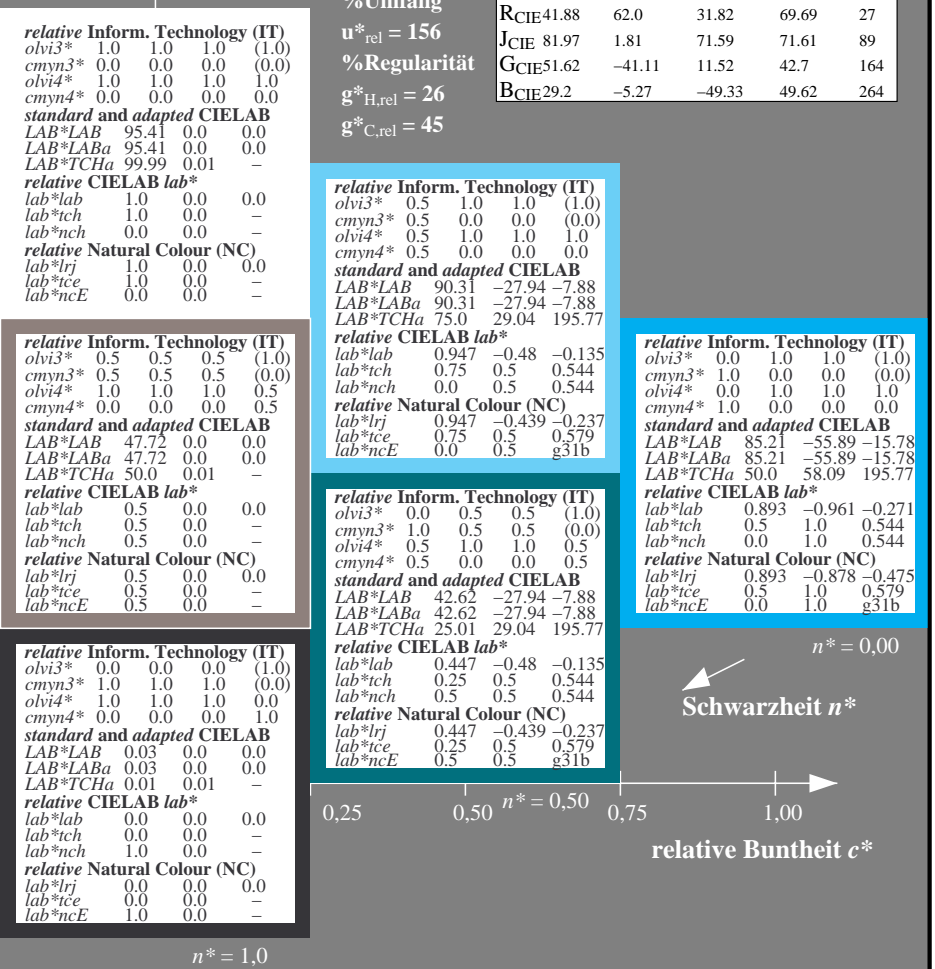 %Umfang
u*rel = 156
%Regularität
g*H,rel = 26
g*C,rel = 45
RCIE 41.88 62.0 31.82 69.69 27
JCIE 81.97 1.81 71.59 71.61 89
GCIE 51.62 −41.11 11.52 42.7 164
BCIE 29.2 −5.27 −49.33 49.62 264
relative Inform. Technology (IT)
olvi3* 1.0 1.0 1.0 (1.0)
cmyn3* 0.0 0.0 0.0 (0.0)
olvi4* 1.0 1.0 1.0 1.0
cmyn4* 0.0 0.0 0.0 0.0
standard and adapted CIELAB
LAB*LAB 95.41 0.0 0.0
LAB*LABa 95.41 0.0 0.0
LAB*TCHa 99.99 0.01 –
relative CIELAB lab*
lab*lab 1.0 0.0 0.0
lab*tch 1.0 0.0 –
lab*nch 0.0 0.0 –
relative Natural Colour (NC)
lab*lrj 1.0 0.0 0.0
lab*tce 1.0 0.0 –
lab*ncE 0.0 0.0 –
relative Inform. Technology (IT)
olvi3* 0.5 1.0 1.0 (1.0)
cmyn3* 0.5 0.0 0.0 (0.0)
olvi4* 0.5 1.0 1.0 1.0
cmyn4* 0.5 0.0 0.0 0.0
standard and adapted CIELAB
LAB*LAB 90.31 −27.94 −7.88
LAB*LABa 90.31 −27.94 −7.88
LAB*TCHa 75.0 29.04 195.77
relative CIELAB lab*
lab*lab 0.947 −0.48 −0.135
lab*tch 0.75 0.5 0.544
lab*nch 0.0 0.5 0.544
relative Natural Colour (NC)
lab*lrj 0.947 −0.439 −0.237
lab*tce 0.75 0.5 0.579
lab*ncE 0.0 0.5 g31b
relative Inform. Technology (IT)
olvi3* 0.5 0.5 0.5 (1.0)
cmyn3* 0.5 0.5 0.5 (0.0)
olvi4* 1.0 1.0 1.0 0.5
cmyn4* 0.0 0.0 0.0 0.5
standard and adapted CIELAB
LAB*LAB 47.72 0.0 0.0
LAB*LABa 47.72 0.0 0.0
LAB*TCHa 50.0 0.01 –
relative CIELAB lab*
lab*lab 0.5 0.0 0.0
lab*tch 0.5 0.0 –
lab*nch 0.5 0.0 –
relative Natural Colour (NC)
lab*lrj 0.5 0.0 0.0
lab*tce 0.5 0.0 –
lab*ncE 0.5 0.0 –
relative Inform. Technology (IT)
olvi3* 0.0 1.0 1.0 (1.0)
cmyn3* 1.0 0.0 0.0 (0.0)
olvi4* 0.0 1.0 1.0 1.0
cmyn4* 1.0 0.0 0.0 0.0
standard and adapted CIELAB
LAB*LAB 85.21 −55.89 −15.78
LAB*LABa 85.21 −55.89 −15.78
LAB*TCHa 50.0 58.09 195.77
relative CIELAB lab*
lab*lab 0.893 −0.961 −0.271
lab*tch 0.5 1.0 0.544
lab*nch 0.0 1.0 0.544
relative Natural Colour (NC)
lab*lrj 0.893 −0.878 −0.475
lab*tce 0.5 1.0 0.579
lab*ncE 0.0 1.0 g31b
relative Inform. Technology (IT)
olvi3* 0.0 0.5 0.5 (1.0)
cmyn3* 1.0 0.5 0.5 (0.0)
olvi4* 0.5 1.0 1.0 0.5
cmyn4* 0.5 0.0 0.0 0.5
standard and adapted CIELAB
LAB*LAB 42.62 −27.94 −7.88
LAB*LABa 42.62 −27.94 −7.88
LAB*TCHa 25.01 29.04 195.77
relative CIELAB lab*
lab*lab 0.447 −0.48 −0.135
lab*tch 0.25 0.5 0.544
lab*nch 0.5 0.5 0.544
relative Natural Colour (NC)
lab*lrj 0.447 −0.439 −0.237
lab*tce 0.25 0.5 0.579
lab*ncE 0.5 0.5 g31b
relative Inform. Technology (IT)
olvi3* 0.0 0.0 0.0 (1.0)
cmyn3* 1.0 1.0 1.0 (0.0)
olvi4* 1.0 1.0 1.0 0.0
cmyn4* 0.0 0.0 0.0 1.0
standard and adapted CIELAB
LAB*LAB 0.03 0.0 0.0
LAB*LABa 0.03 0.0 0.0
LAB*TCHa 0.01 0.01 –
relative CIELAB lab*
lab*lab 0.0 0.0 0.0
lab*tch 0.0 0.0 –
lab*nch 1.0 0.0 –
relative Natural Colour (NC)
lab*lrj 0.0 0.0 0.0
lab*tce 0.0 0.0 –
lab*ncE 1.0 0.0 –
n* = 0,00
Schwarzheit n*
n* = 0,50
0,25 0,50 0,75 1,00
relative Buntheit c*
n* = 1,0